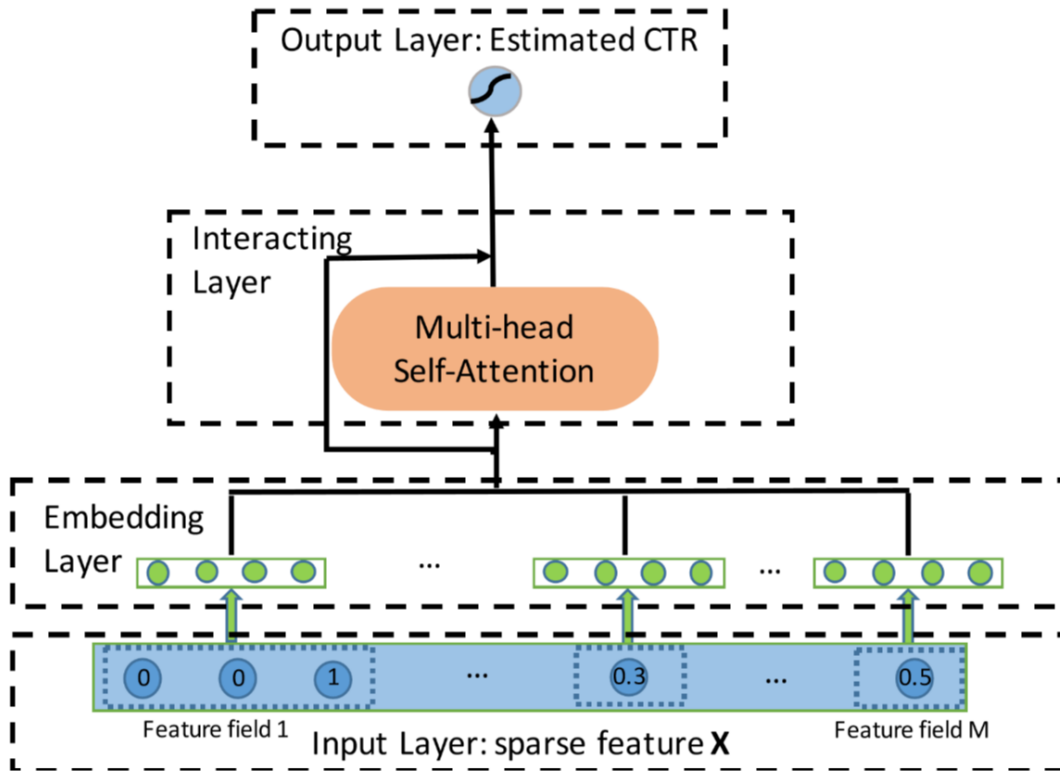 Output Layer: Estimated CTR
Interacting
Layer
Multi-head
Self-Attention
Embedding
Layer
... ...
0 0 1 ... 0.3 ... 0.5
Feature field 1 Feature field M
Input Layer: sparse feature X